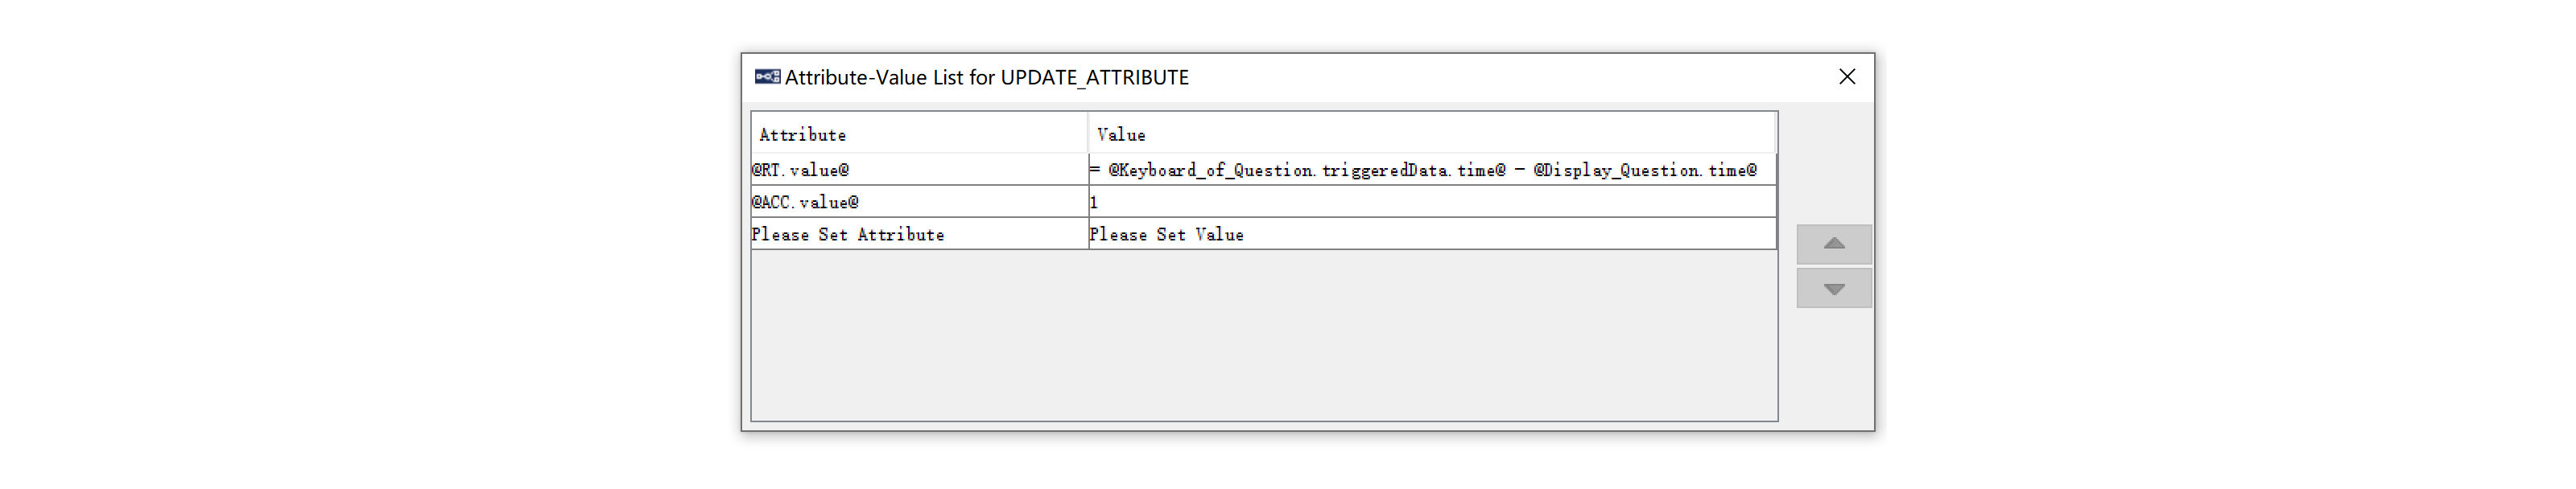 Attribute-Value List for UPDATE_ATTRIBUTE
Attribute Value
@RT.value@ = @Keyboard_of_Question.triggeredData.time@ - @Display_Question.time@
@ACC.value@ 1
Please Set Attribute Please Set Value